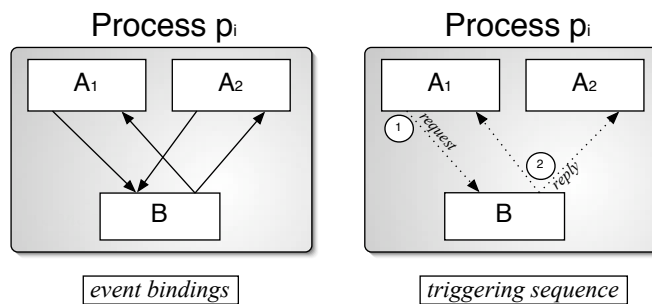 Process pi
A1
A2
B
event bindings
Process pi
A1
A2
1
request
2
reply
B
triggering sequence